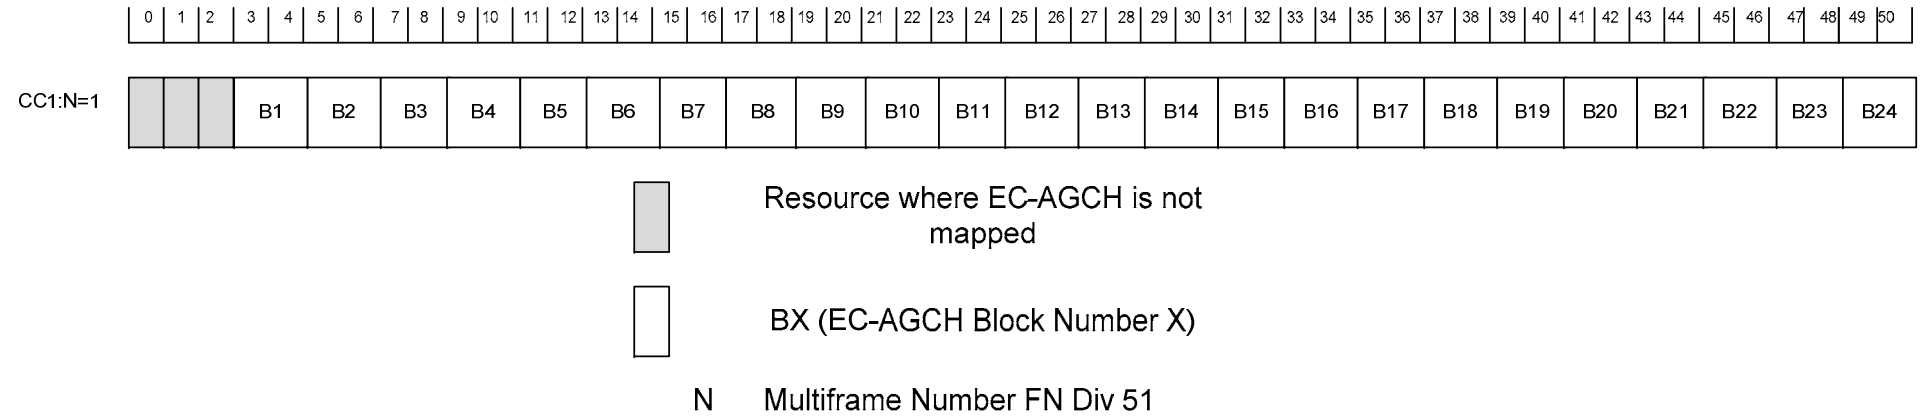 0 1 2 3 4 5 6 7 8 9 10 11 12 13 14 15 16 17 18 19 20 21 22 23 24 25 26 27 28 29 30 31 32 33 34 35 36 37 38 39 40 41 42 43 44 45 46 47 48 49 50
CC1:N=1 B1 B2 B3 B4 B5 B6 B7 B8 B9 B10 B11 B12 B13 B14 B15 B16 B17 B18 B19 B20 B21 B22 B23 B24
Resource where EC-AGCH is not
mapped
BX (EC-AGCH Block Number X)
N Multiframe Number FN Div 51